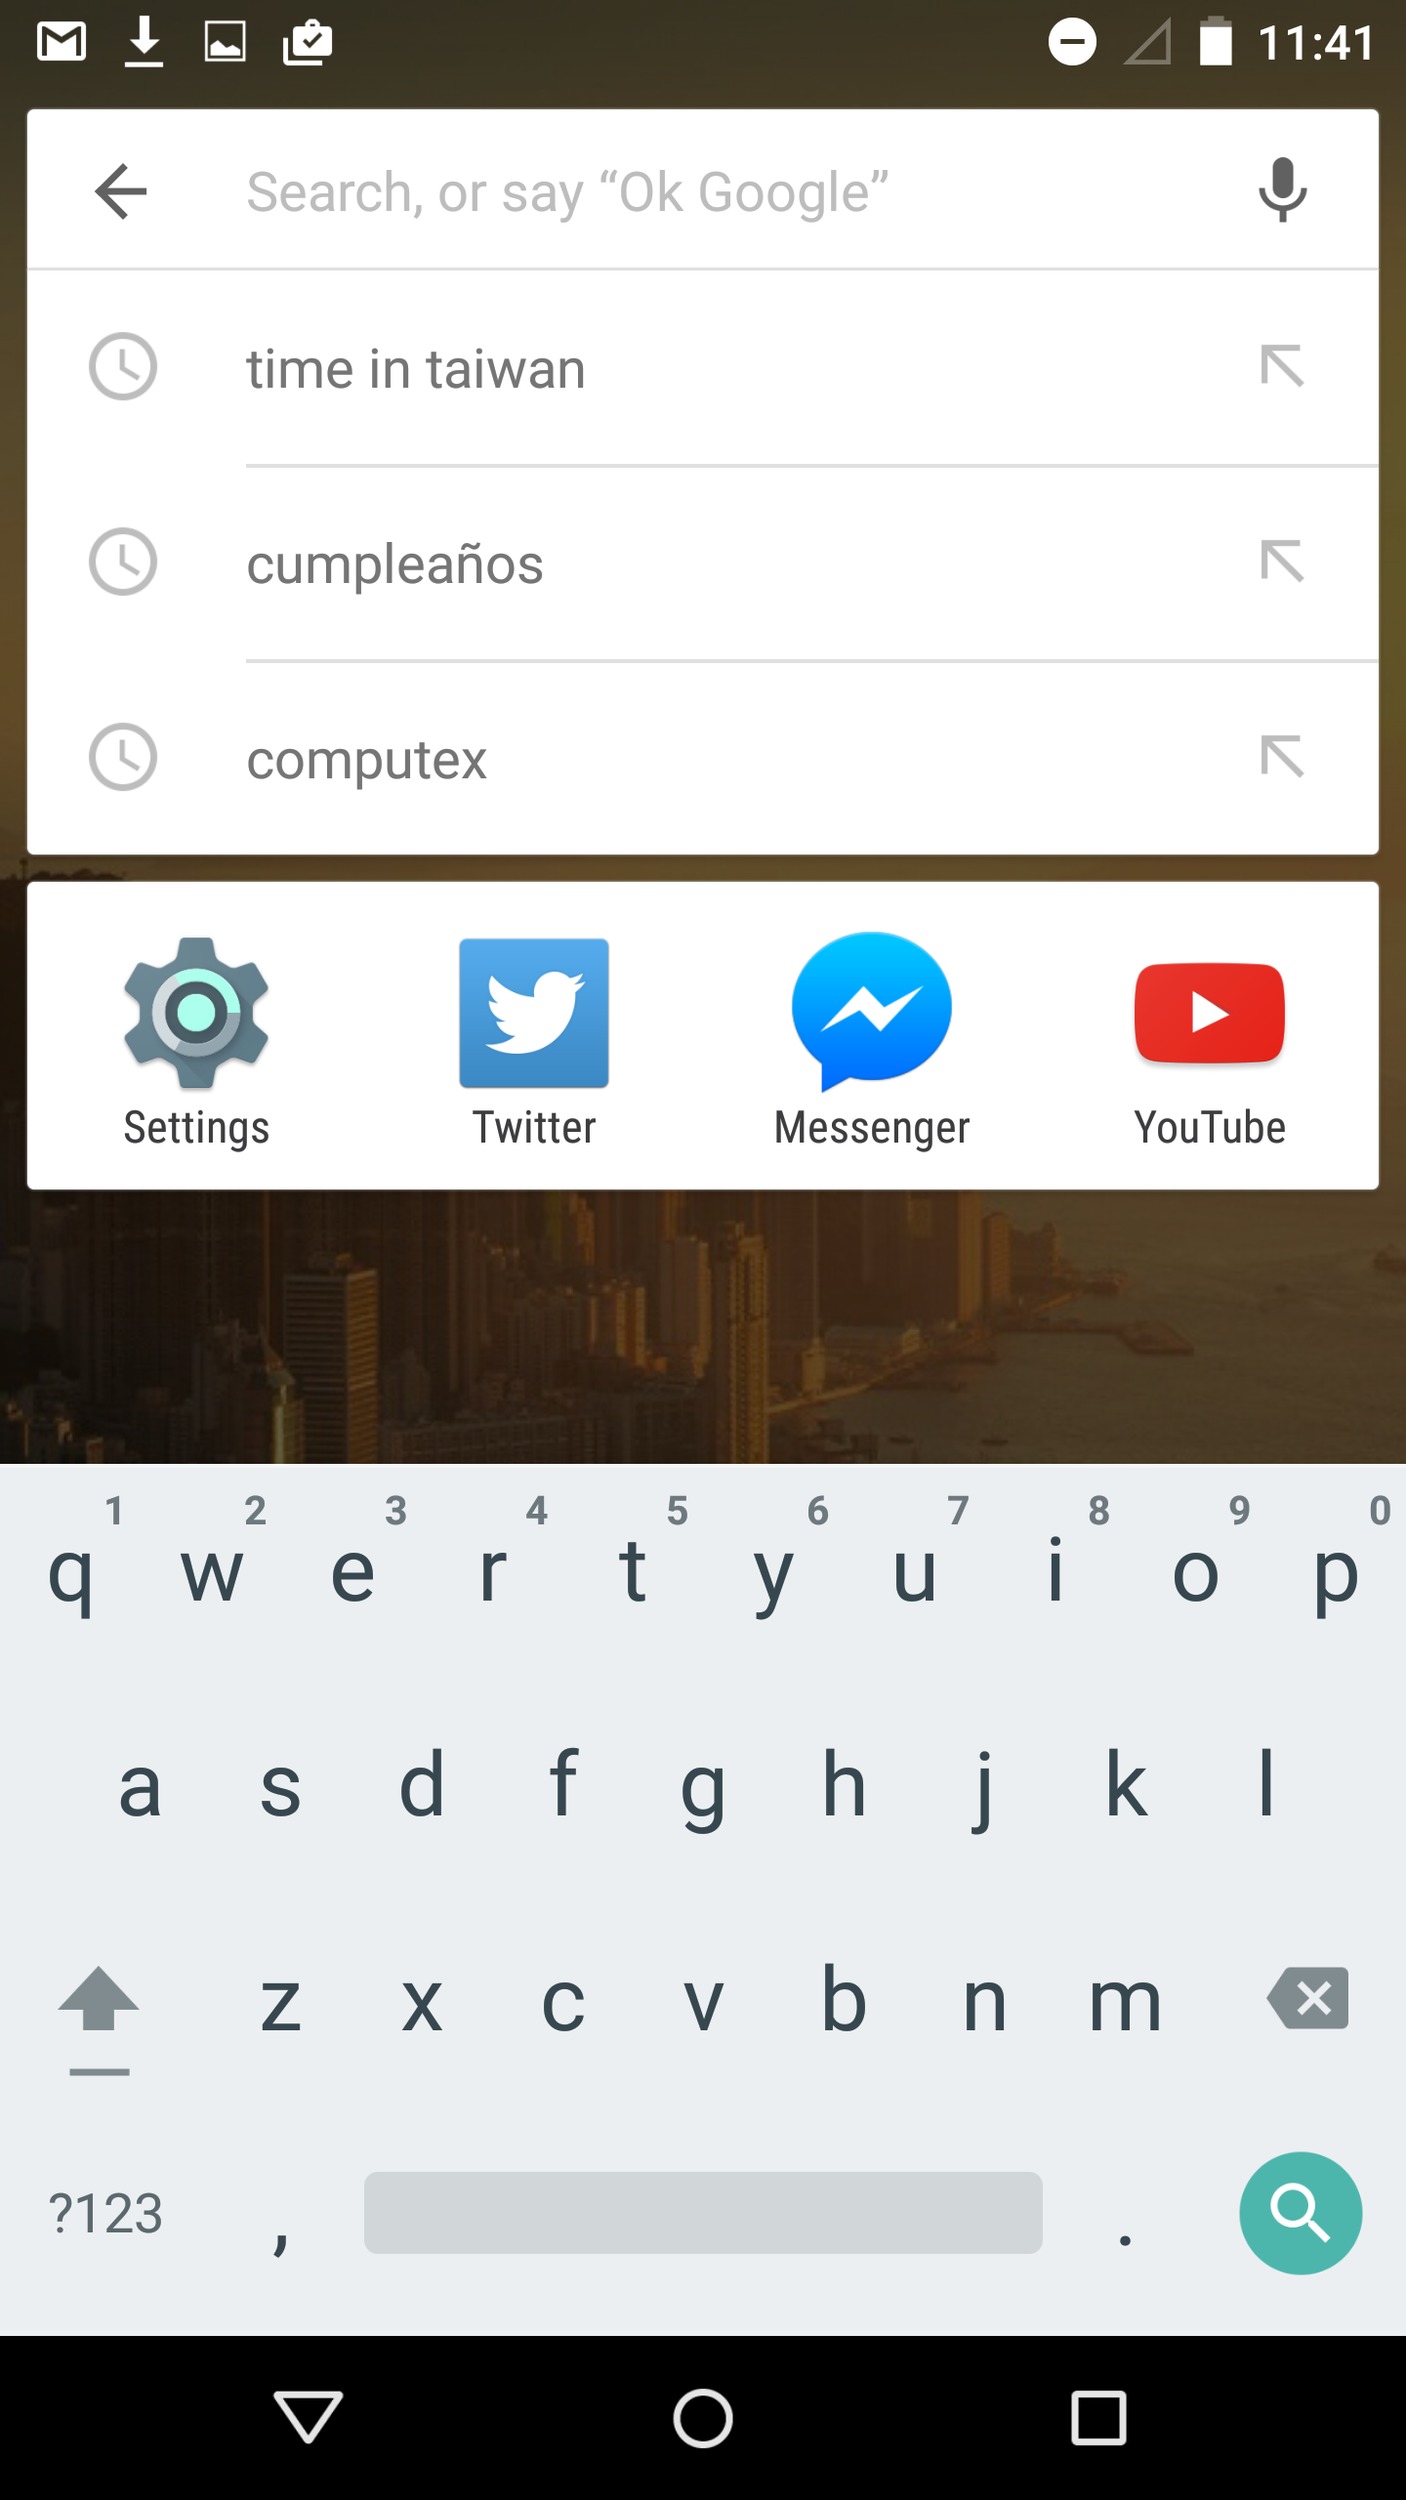 11:41
Search, or say “Ok Google”
time in taiwan
cumpleaños
computex
Settings Twitter Messenger YouTube
1 2 3 4 5 6 7 8 9 0
q w e r t y u i o p
a s d f g h j k l
z x c v b n m
?123 , .